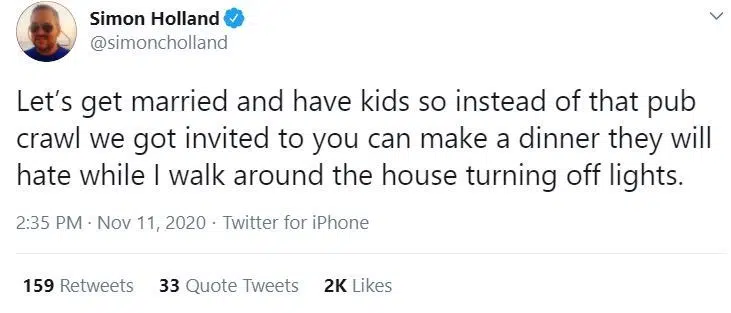 Simon Holland
@simoncholland
Let's get married and have kids so instead of that pub
crawl we got invited to you can make a dinner they will
hate while I walk around the house turning off lights.
2:35 PM · Nov 11, 2020 · Twitter for iPhone
159 Retweets 33 Quote Tweets 2K Likes